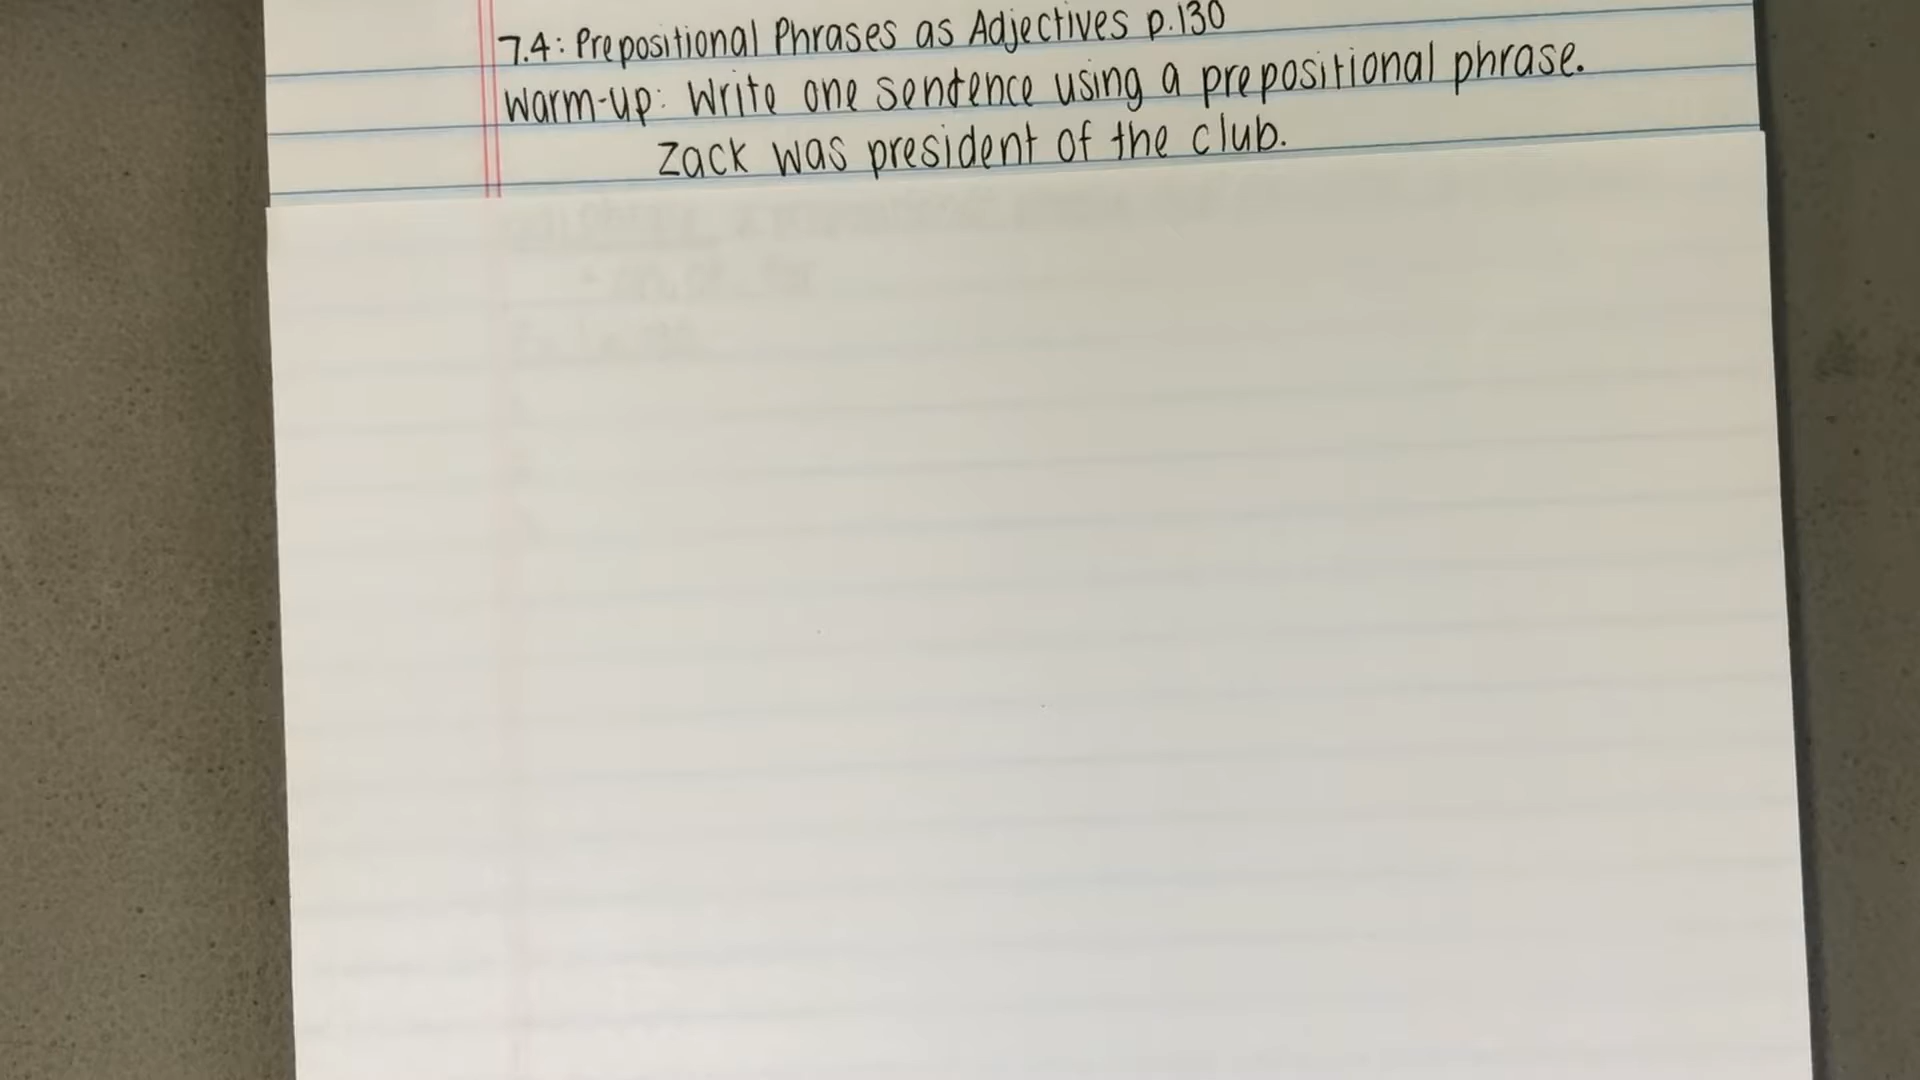 7.4: Prepositional Phrases as Adjectives p.130
Warm-up: Write one sentence using a prepositional phrase.
Zack was president of the club.